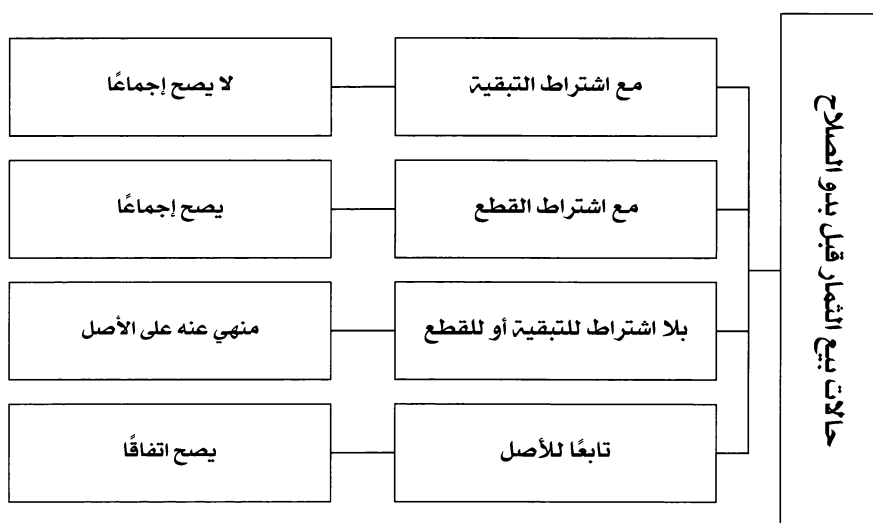 حالات بيع الثمار قبل بدو الصلاح
مع اشتراط التبقية
لا يصح إجماعًا
مع اشتراط القطع
يصح إجماعًا
بلا اشتراط للتبقية أو للقطع
منهي عنه على الأصل
تابعًا للأصل
يصح اتفاقًا